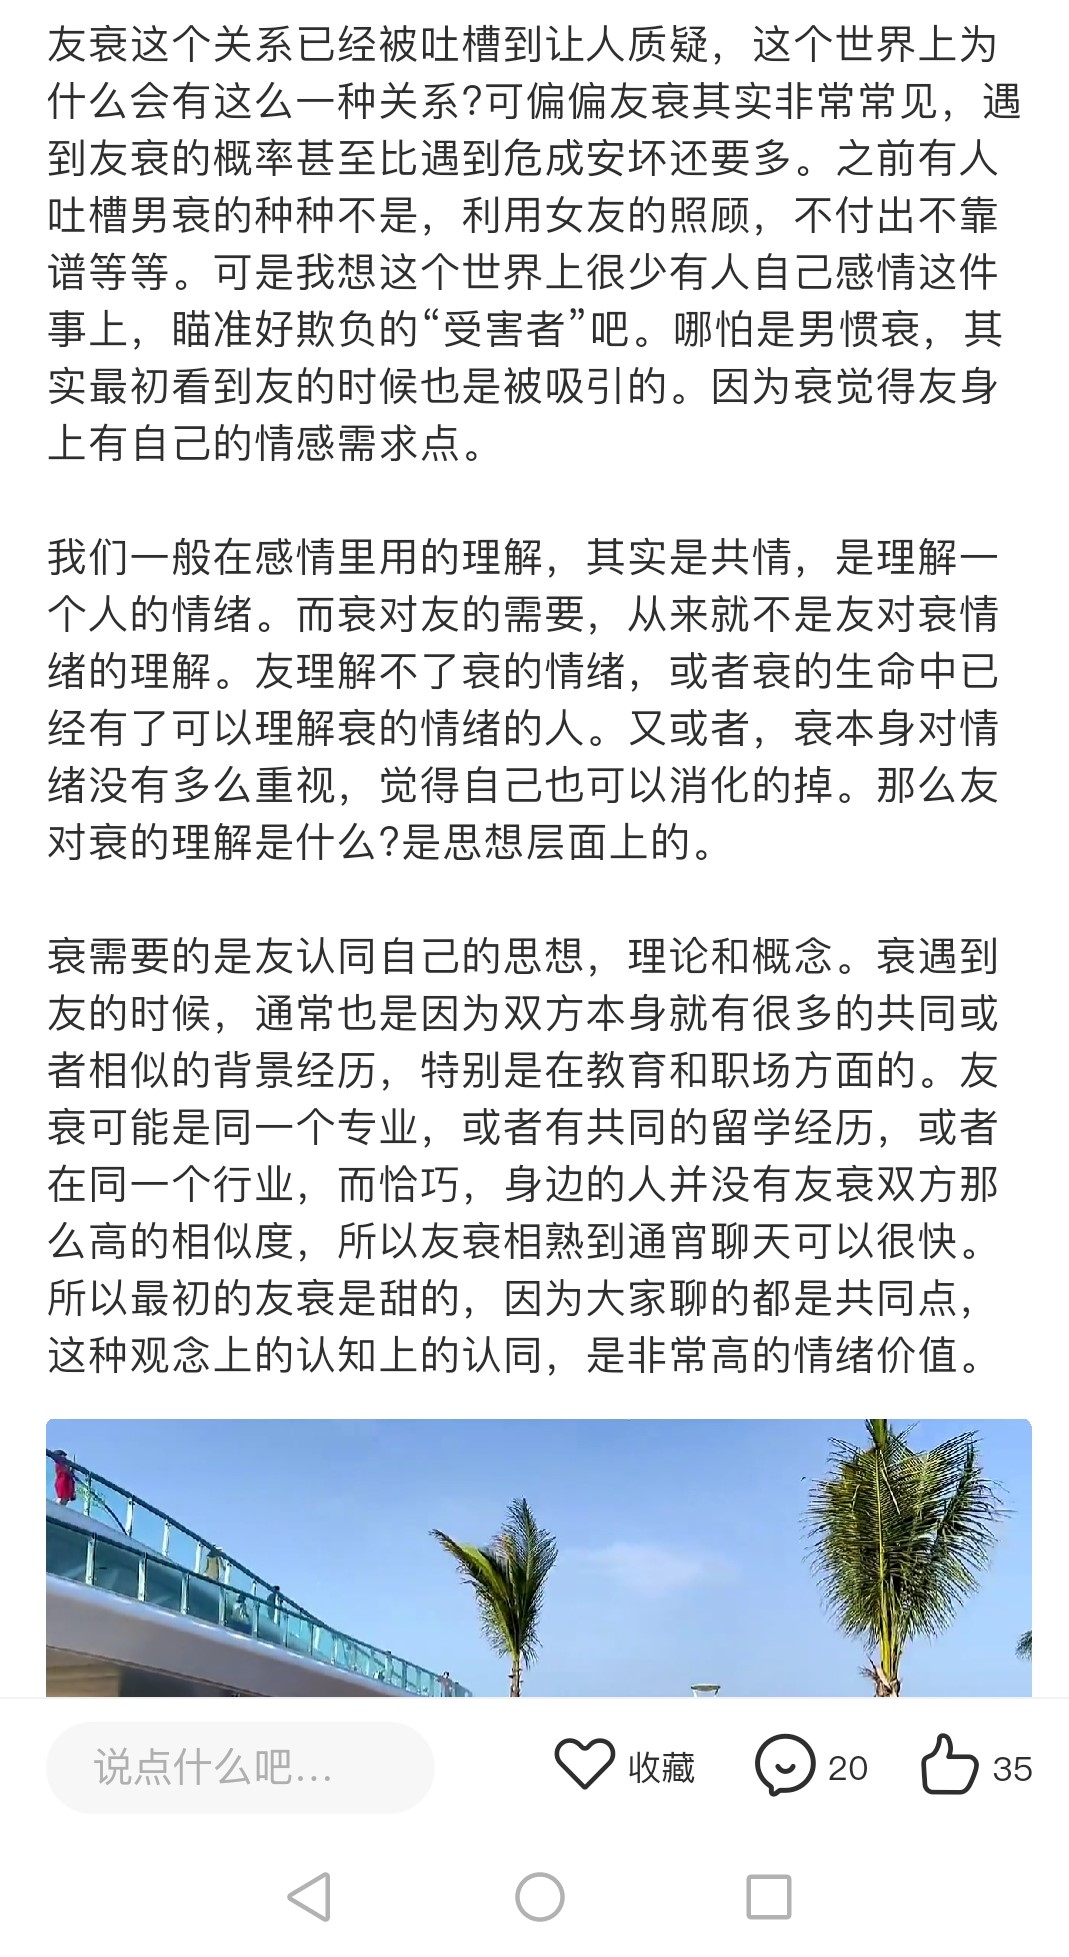 友衰这个关系已经被吐槽到让人质疑，这个世界上为
什么会有这么一种关系?可偏偏友衰其实非常常见，遇
到友衰的概率甚至比遇到危成安坏还要多。之前有人
吐槽男衰的种种不是，利用女友的照顾，不付出不靠
谱等等。可是我想这个世界上很少有人自己感情这件
事上，瞄准好欺负的“受害者”吧。哪怕是男惯衰，其
实最初看到友的时候也是被吸引的。因为衰觉得友身
上有自己的情感需求点。
我们一般在感情里用的理解，其实是共情，是理解一
个人的情绪。而衰对友的需要，从来就不是友对衰情
绪的理解。友理解不了衰的情绪，或者衰的生命中已
经有了可以理解衰的情绪的人。又或者，衰本身对情
绪没有多么重视，觉得自己也可以消化的掉。那么友
对衰的理解是什么?是思想层面上的。
衰需要的是友认同自己的思想，理论和概念。衰遇到
友的时候，通常也是因为双方本身就有很多的共同或
者相似的背景经历，特别是在教育和职场方面的。友
衰可能是同一个专业，或者有共同的留学经历，或者
在同一个行业，而恰巧，身边的人并没有友衰双方那
么高的相似度，所以友衰相熟到通宵聊天可以很快。
所以最初的友衰是甜的，因为大家聊的都是共同点，
这种观念上的认知上的认同，是非常高的情绪价值。
说点什么吧... 收藏 20 35